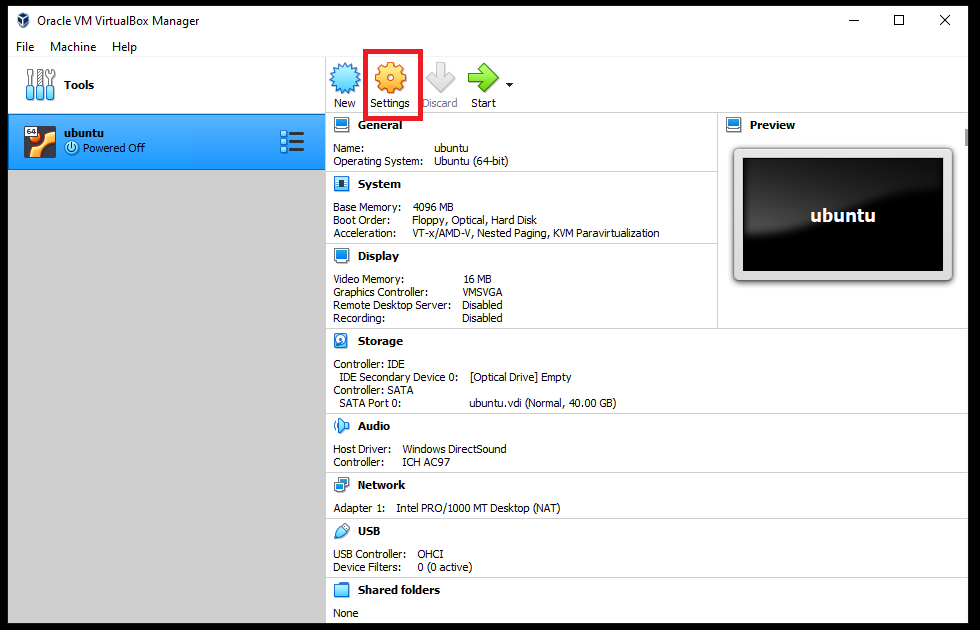 Oracle VM VirtualBox Manager
File Machine Help
Tools
New Settings Discard Start
64
ubuntu
Powered Off
General
Name: ubuntu
Operating System: Ubuntu (64-bit)
System
Base Memory: 4096 MB
Boot Order: Floppy, Optical, Hard Disk
Acceleration: VT-x/AMD-V, Nested Paging, KVM Paravirtualization
Display
Video Memory: 16 MB
Graphics Controller: VMSVGA
Remote Desktop Server: Disabled
Recording: Disabled
Preview
ubuntu
Storage
Controller: IDE
IDE Secondary Device 0: [Optical Drive] Empty
Controller: SATA
SATA Port 0: ubuntu.vdi (Normal, 40.00 GB)
Audio
Host Driver: Windows DirectSound
Controller: ICH AC97
Network
Adapter 1: Intel PRO/1000 MT Desktop (NAT)
USB
USB Controller: OHCI
Device Filters: 0 (0 active)
Shared folders
None